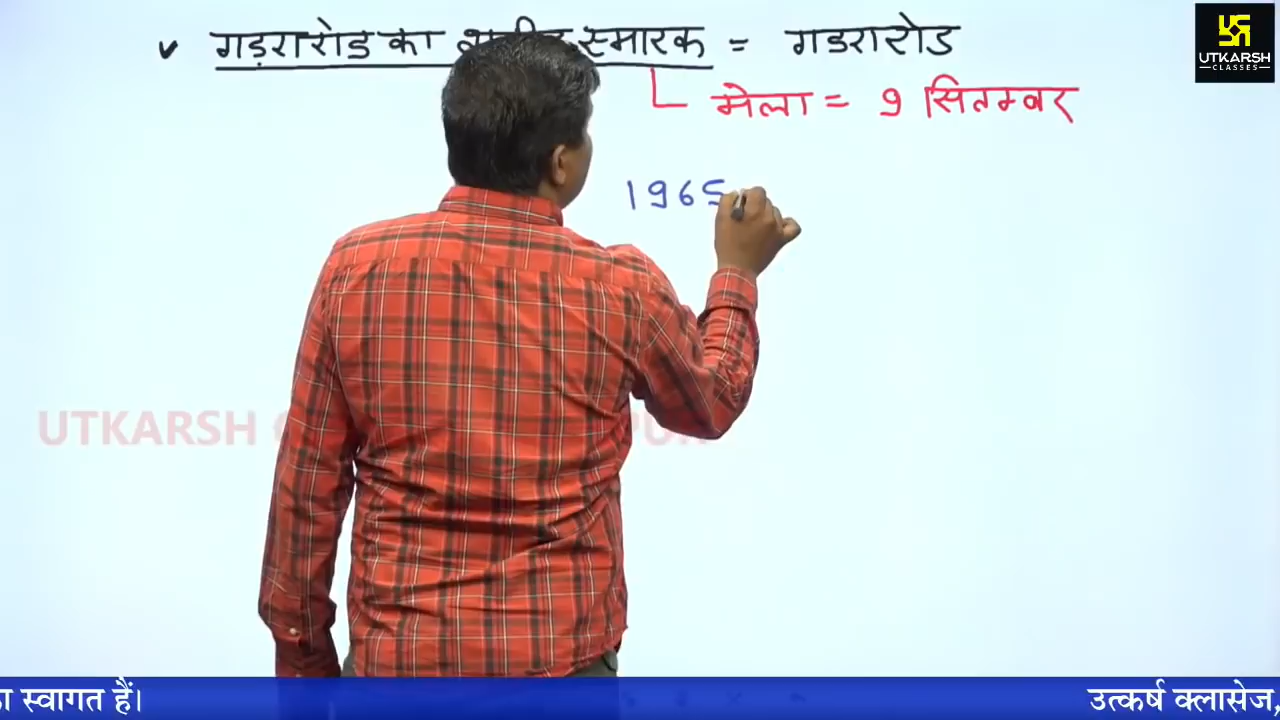 ✓ गड़रारोड का स्मारक = गडरारोड
मेला = 9 सितम्बर
1965
UTKARSH
UTKARSH CLASSES
ा स्वागत हैं।
उत्कर्ष क्लासेज,